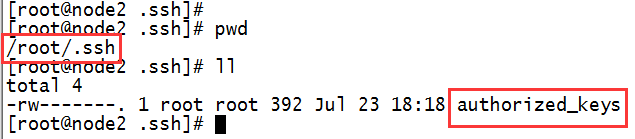 [root@node2 .ssh]#
[root@node2 .ssh]# pwd
/root/.ssh
[root@node2 .ssh]# ll
total 4
-rw-------. 1 root root 392 Jul 23 18:18 authorized_keys
[root@node2 .ssh]#